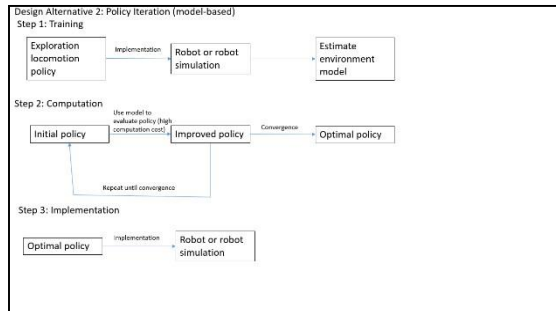 Design Alternative 2: Policy Iteration (model-based)
Step 1: Training
Exploration
locomotion
policy
Implementation
Robot or robot
simulation
Estimate
environment
model
Step 2: Computation
Initial policy
Use model to
evaluate policy (high
computation cost)
Improved policy
Convergence
Optimal policy
Repeat until convergence
Step 3: Implementation
Optimal policy
Implementation
Robot or robot
simulation